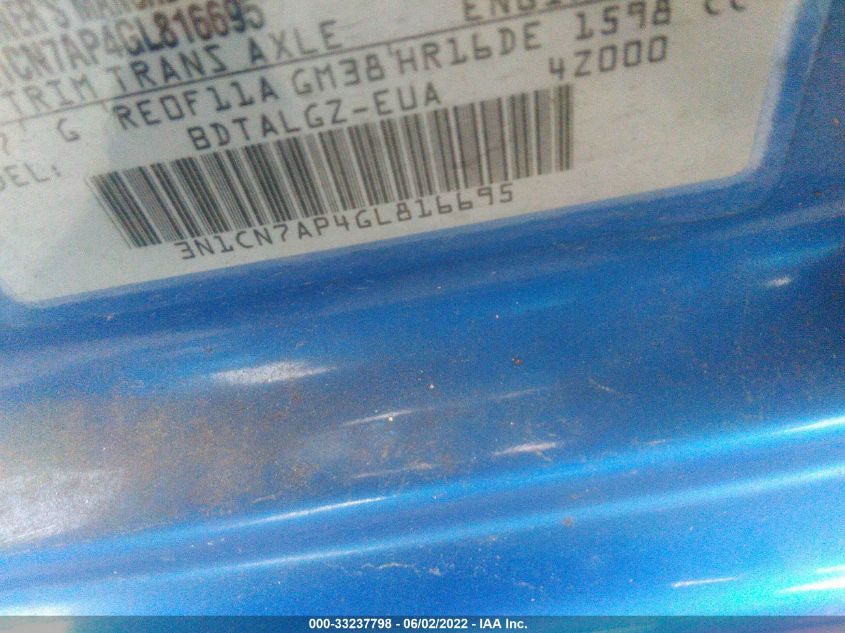 CN7AP4GL816695
TRIM TRANS AXLE
G RE0F11A GM38 HR16DE 1598 CC
BDTALGZ-EUA 4Z000
3N1CN7AP4GL816695
000-33237798 - 06/02/2022 - IAA Inc.